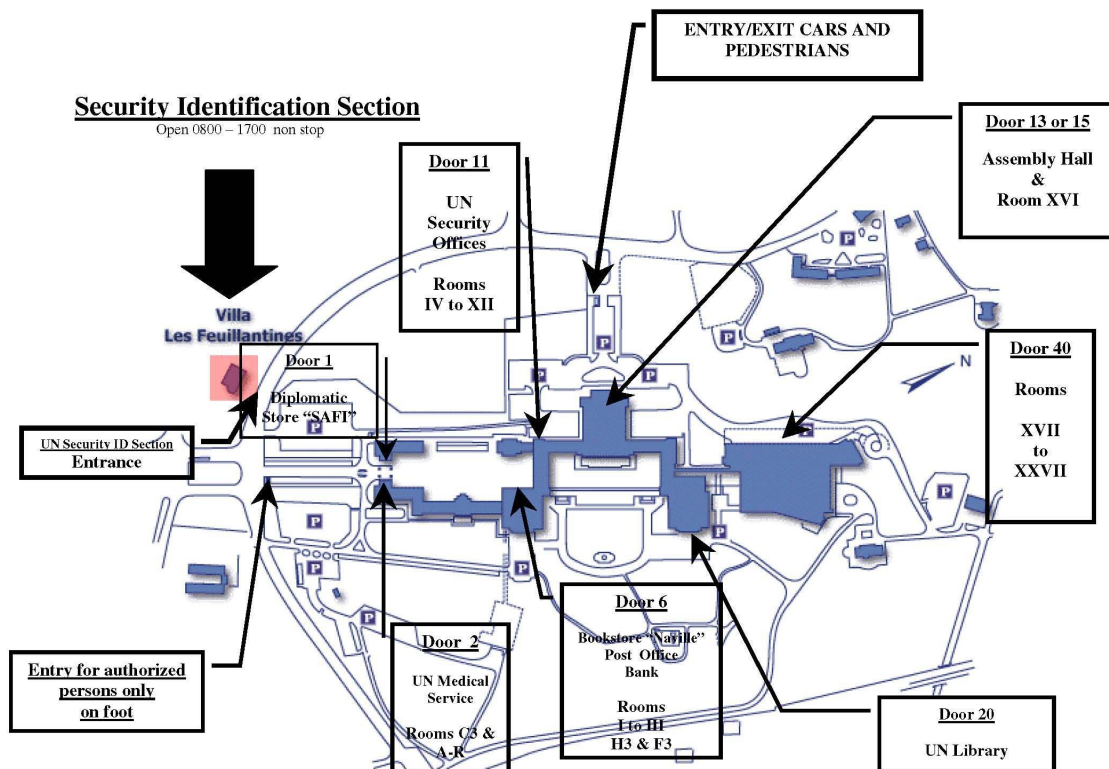 ENTRY/EXIT CARS AND
PEDESTRIANS
Security Identification Section
Open 0800 – 1700 non stop
Door 13 or 15
Assembly Hall
&
Room XVI
Door 11
UN
Security
Offices
Rooms
IV to XII
Villa
Les Feuillantines
Door 1
Diplomatic
Store “SAFI”
UN Security ID Section
Entrance
Door 40
Rooms
XVII
to
XXVII
N
P
P
P
P
P
P
P
P
P
P
P
P
P
P
Entry for authorized
persons only
on foot
Door 2
UN Medical
Service
Rooms C3 &
A-R
Door 6
Bookstore “Naville”
Post Office
Bank
Rooms
I to III
H3 & F3
Door 20
UN Library